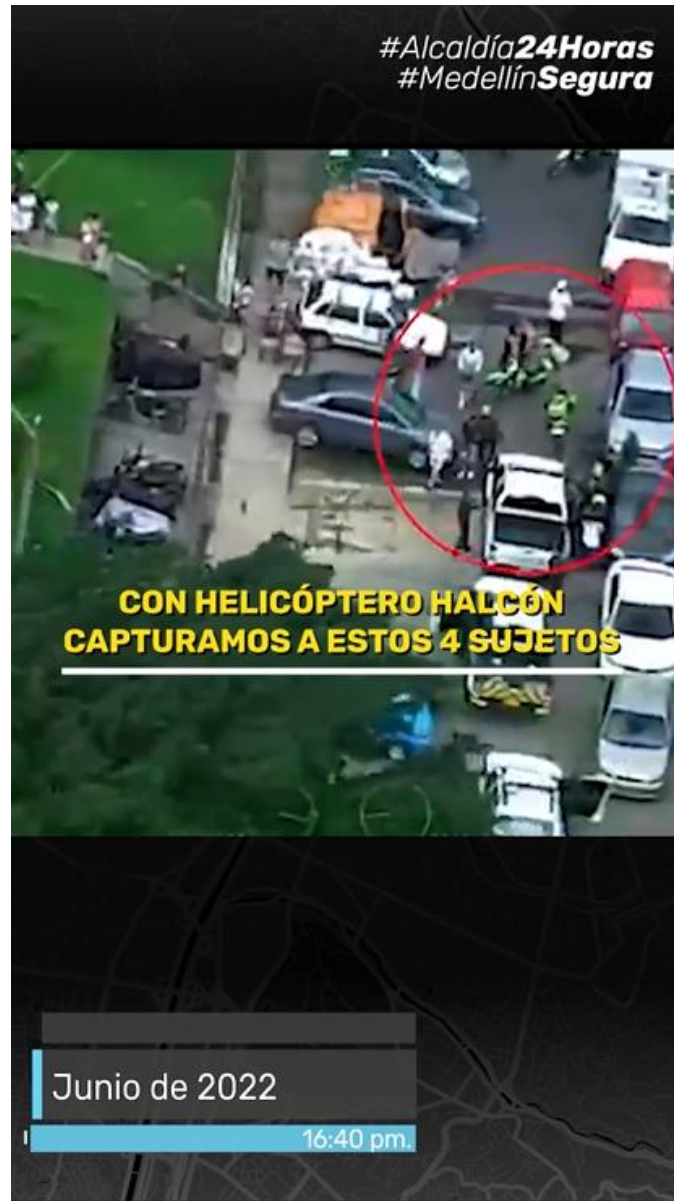 #Alcaldía24Horas
#MedellínSegura
CON HELICÓPTERO HALCÓN
CAPTURAMOS A ESTOS 4 SUJETOS
Junio de 2022
16:40 pm.